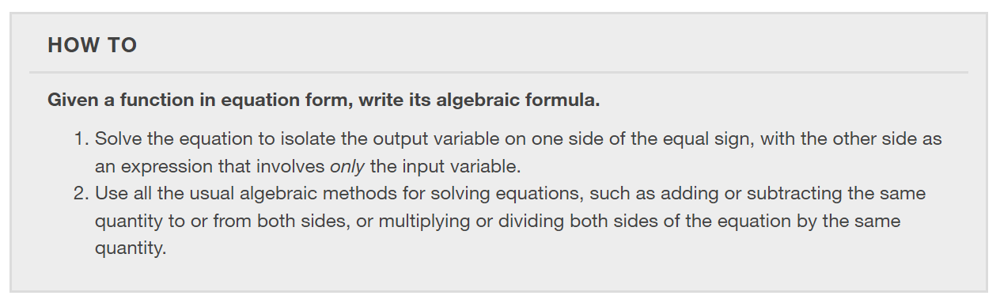 HOW TO
Given a function in equation form, write its algebraic formula.
1. Solve the equation to isolate the output variable on one side of the equal sign, with the other side as
an expression that involves only the input variable.
2. Use all the usual algebraic methods for solving equations, such as adding or subtracting the same
quantity to or from both sides, or multiplying or dividing both sides of the equation by the same
quantity.